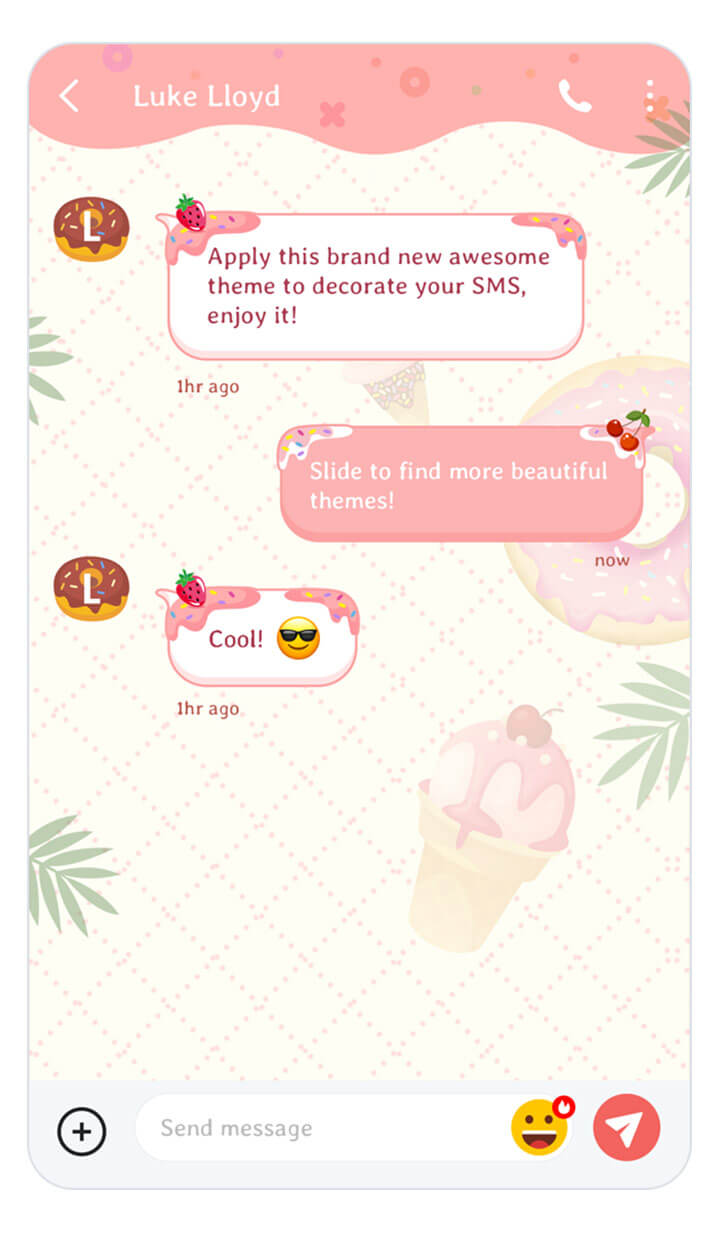 Luke Lloyd
L
Apply this brand new awesome
theme to decorate your SMS,
enjoy it!
1hr ago
Slide to find more beautiful
themes!
now
L
Cool! 😎
1hr ago
Send message